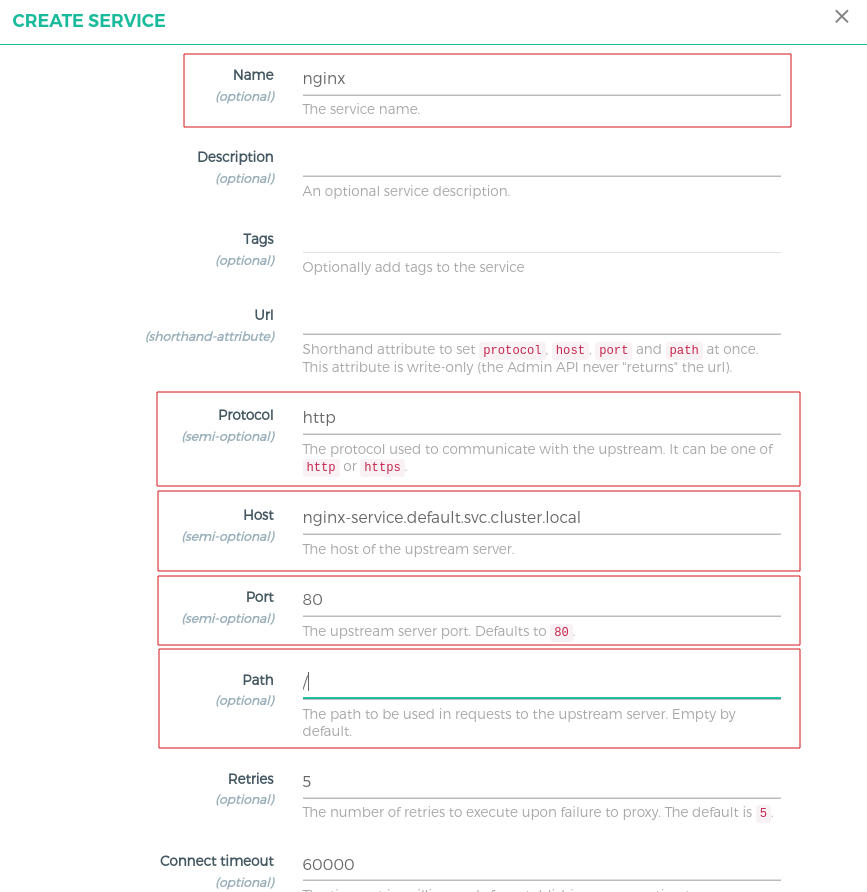 CREATE SERVICE
Name
nginx
(optional)
The service name.
Description
(optional)
An optional service description.
Tags
(optional)
Optionally add tags to the service
Url
(shorthand-attribute)
Shorthand attribute to set protocol, host, port and path at once.
This attribute is write-only (the Admin API never "returns" the url).
Protocol
http
(semi-optional)
The protocol used to communicate with the upstream. It can be one of
http or https.
Host
nginx-service.default.svc.cluster.local
(semi-optional)
The host of the upstream server.
Port
80
(semi-optional)
The upstream server port. Defaults to 80.
Path
/
(optional)
The path to be used in requests to the upstream server. Empty by
default.
Retries
5
(optional)
The number of retries to execute upon failure to proxy. The default is 5.
Connect timeout
60000
(optional)